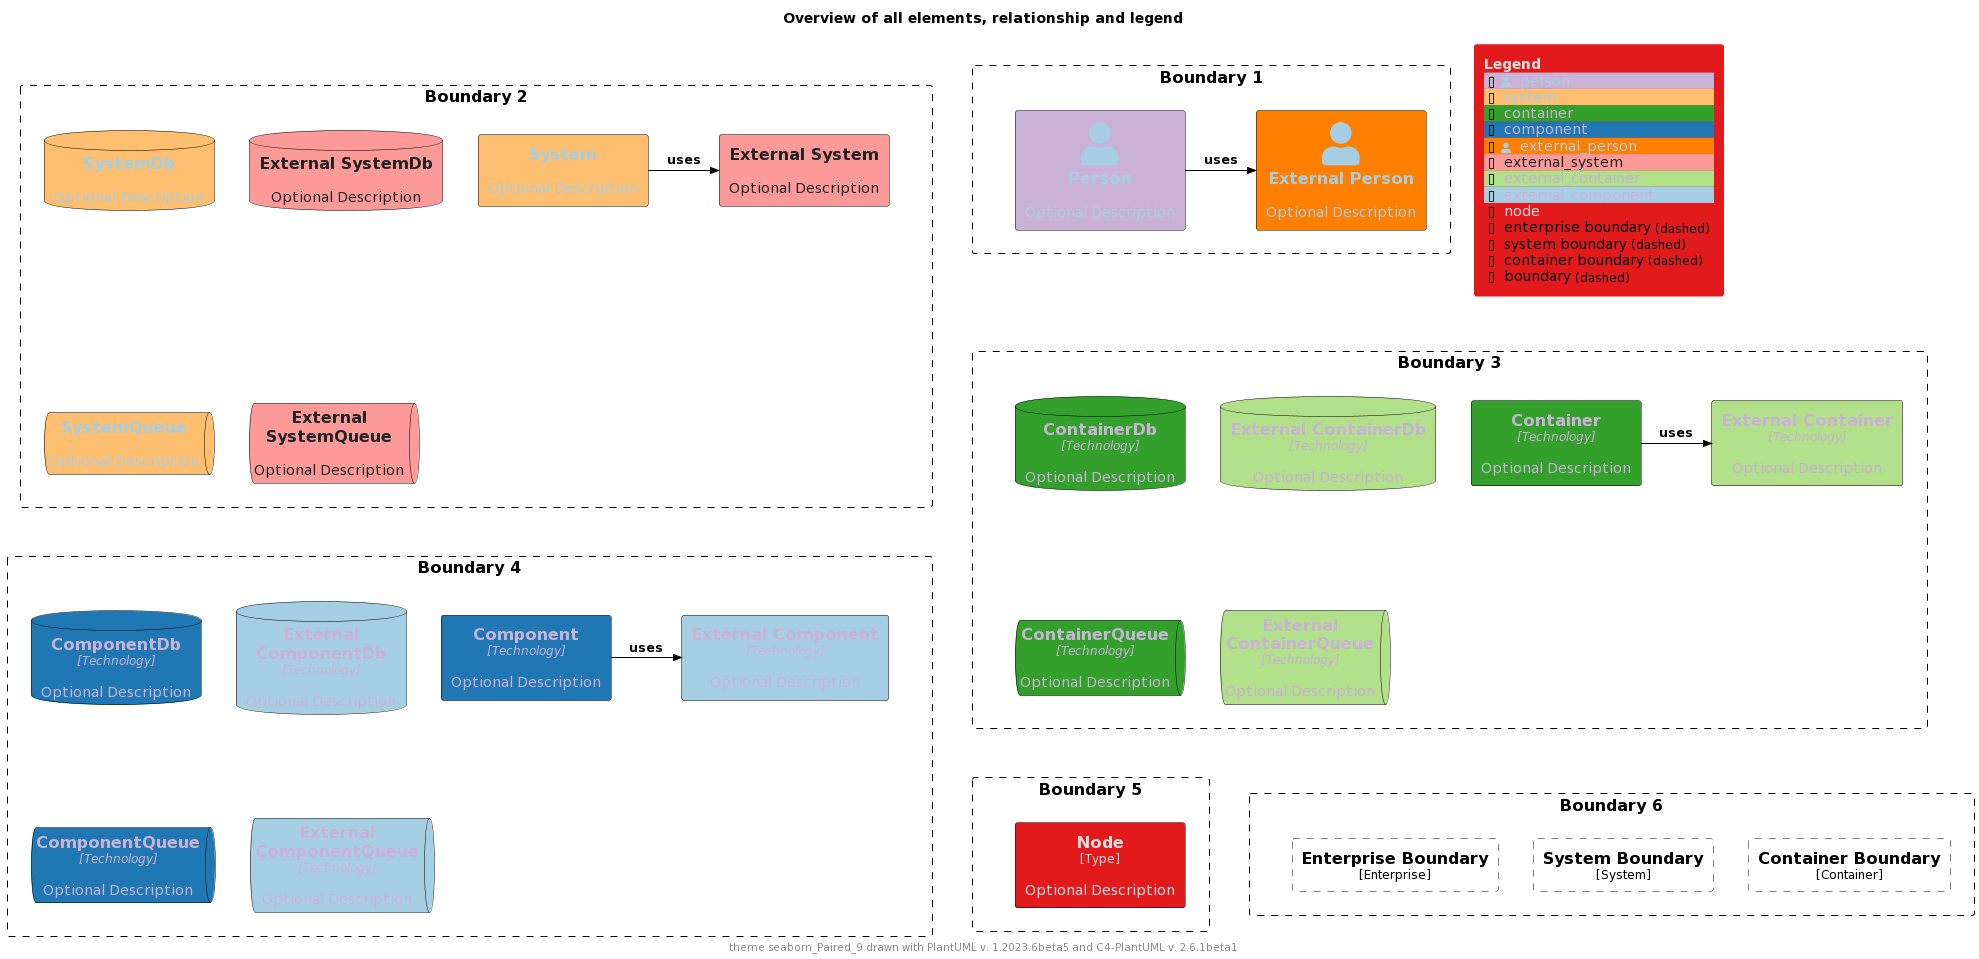 Overview of all elements, relationship and legend
Boundary 2
SystemDb
Optional Description
External SystemDb
Optional Description
System
Optional Description
uses
External System
Optional Description
SystemQueue
Optional Description
External
SystemQueue
Optional Description
Boundary 1
Person
Optional Description
uses
External Person
Optional Description
Legend
person
system
container
component
external_person
external_system
external_container
external_component
node
enterprise boundary (dashed)
system boundary (dashed)
container boundary (dashed)
boundary (dashed)
Boundary 3
ContainerDb
[Technology]
Optional Description
External ContainerDb
[Technology]
Optional Description
Container
[Technology]
Optional Description
uses
External Container
[Technology]
Optional Description
ContainerQueue
[Technology]
Optional Description
External
ContainerQueue
[Technology]
Optional Description
Boundary 4
ComponentDb
[Technology]
Optional Description
External
ComponentDb
[Technology]
Optional Description
Component
[Technology]
Optional Description
uses
External Component
[Technology]
Optional Description
ComponentQueue
[Technology]
Optional Description
External
ComponentQueue
[Technology]
Optional Description
Boundary 5
Node
[Type]
Optional Description
Boundary 6
Enterprise Boundary
[Enterprise]
System Boundary
[System]
Container Boundary
[Container]
theme seaborn_Paired_9 drawn with PlantUML v. 1.2023.6beta5 and C4-PlantUML v. 2.6.1beta1